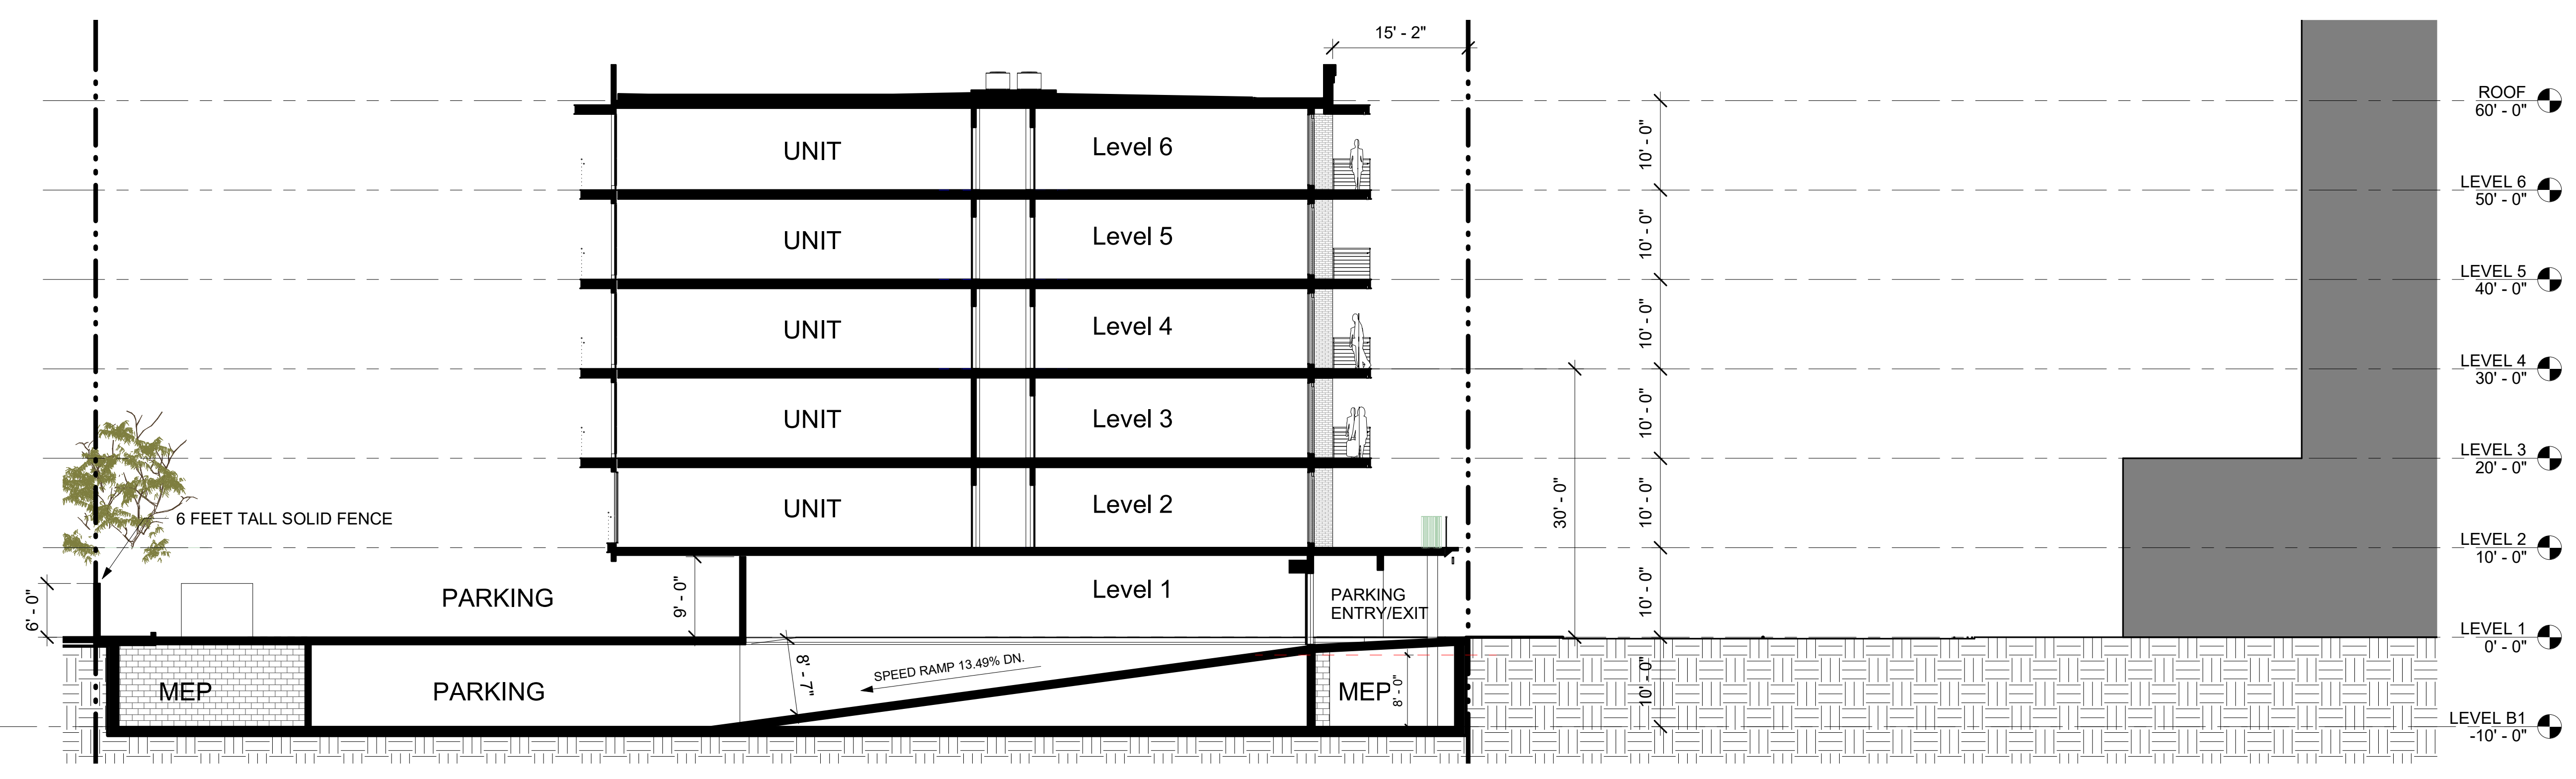 15' - 2"
ROOF
60' - 0"
UNIT
Level 6
10' - 0"
LEVEL 6
50' - 0"
UNIT
Level 5
10' - 0"
LEVEL 5
40' - 0"
UNIT
Level 4
10' - 0"
LEVEL 4
30' - 0"
UNIT
Level 3
10' - 0"
LEVEL 3
20' - 0"
6 FEET TALL SOLID FENCE
UNIT
Level 2
30' - 0"
10' - 0"
LEVEL 2
10' - 0"
6' - 0"
PARKING
9' - 0"
Level 1
PARKING
ENTRY/EXIT
10' - 0"
LEVEL 1
0' - 0"
MEP
PARKING
8' - 7"
SPEED RAMP 13.49% DN.
MEP
8' - 0"
10' - 0"
LEVEL B1
-10' - 0"